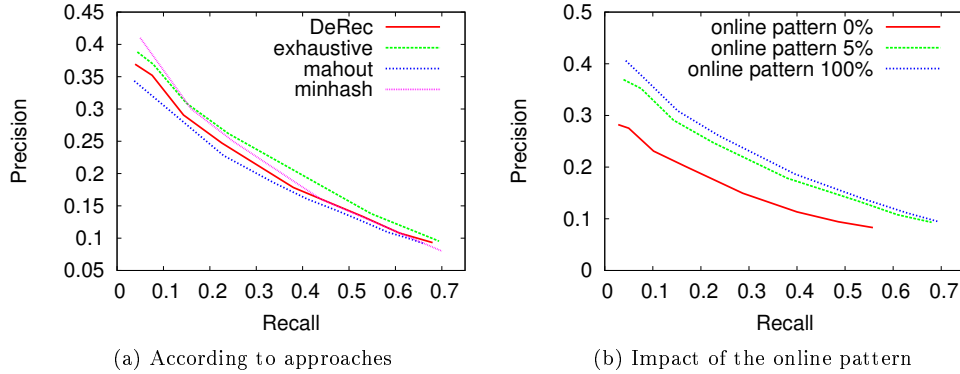 0.45
0.4
0.35
0.3
0.25
0.2
0.15
0.1
0.05
Precision
0 0.1 0.2 0.3 0.4 0.5 0.6 0.7
Recall
DeRec
exhaustive
mahout
minhash
(a) According to approaches
0.5
0.4
0.3
0.2
0.1
0
Precision
0 0.1 0.2 0.3 0.4 0.5 0.6 0.7
Recall
online pattern 0%
online pattern 5%
online pattern 100%
(b) Impact of the online pattern